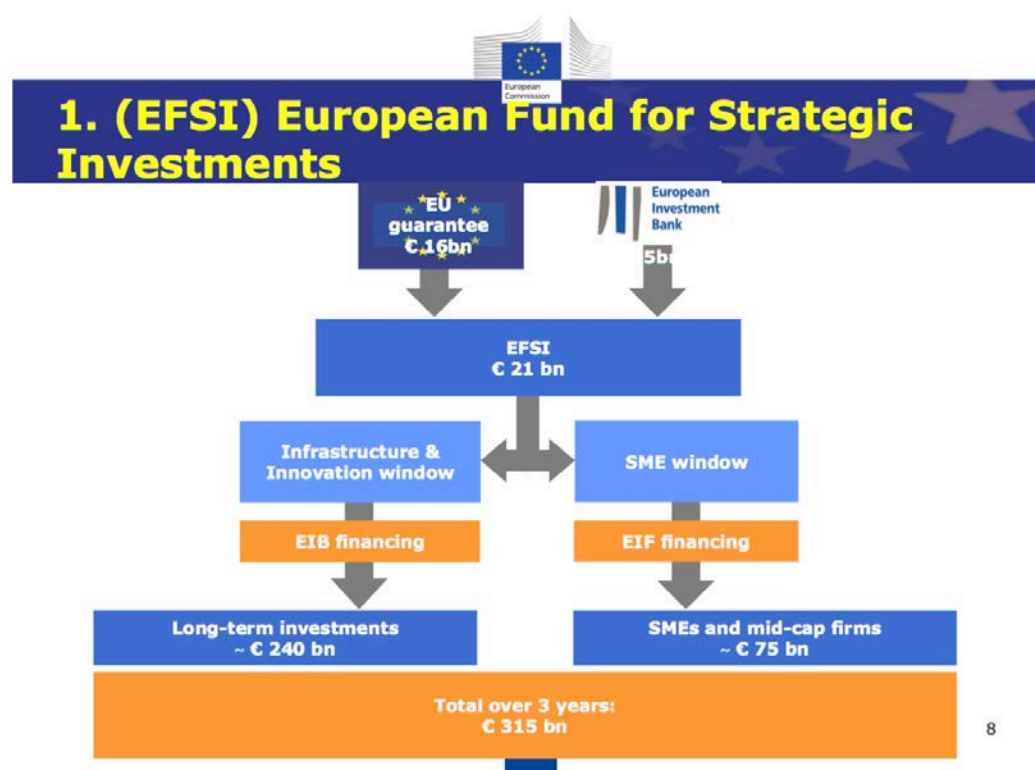 European
Commission
1. (EFSI) European Fund for Strategic
Investments
EU
guarantee
€ 16bn
European
Investment
Bank
EFSI
€ 21 bn
Infrastructure &
Innovation window
SME window
EIB financing
EIF financing
Long-term investments
~ € 240 bn
SMEs and mid-cap firms
~ € 75 bn
Total over 3 years:
€ 315 bn
8